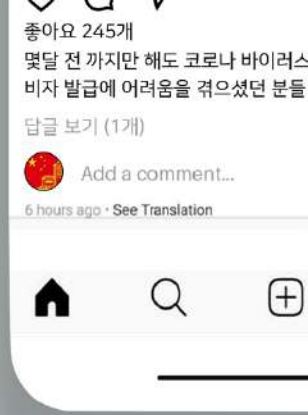 좋아요 245개
몇달 전 까지만 해도 코로나 바이러스
비자 발급에 어려움을 겪으셨던 분들
답글 보기 (1개)
Add a comment...
6 hours ago · See Translation